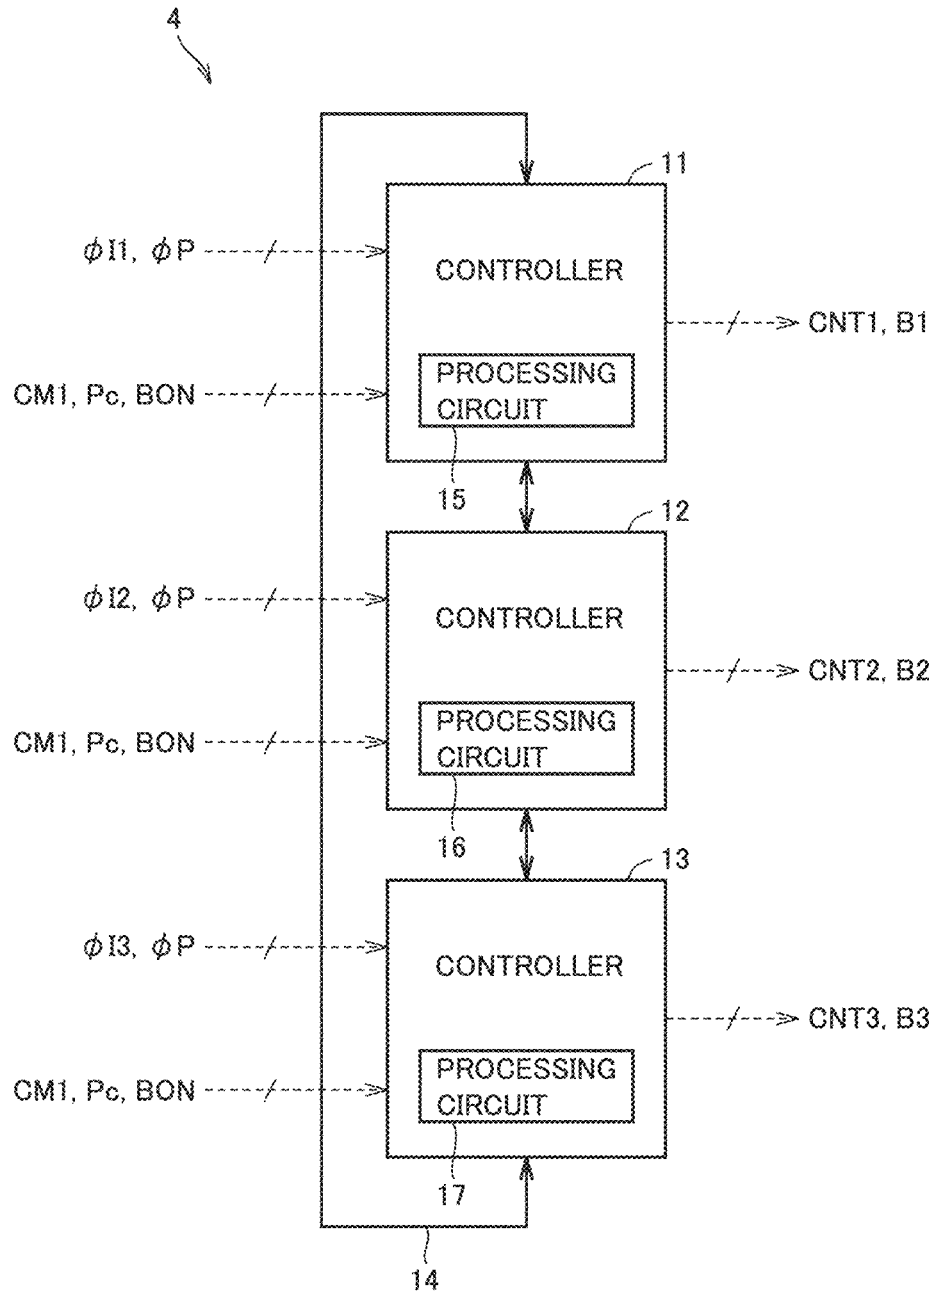 4
11
φI1, φP
CONTROLLER
CNT1, B1
CM1, Pc, BON
PROCESSING
CIRCUIT
15
12
φI2, φP
CONTROLLER
CNT2, B2
CM1, Pc, BON
PROCESSING
CIRCUIT
16
13
φI3, φP
CONTROLLER
CNT3, B3
CM1, Pc, BON
PROCESSING
CIRCUIT
17
14